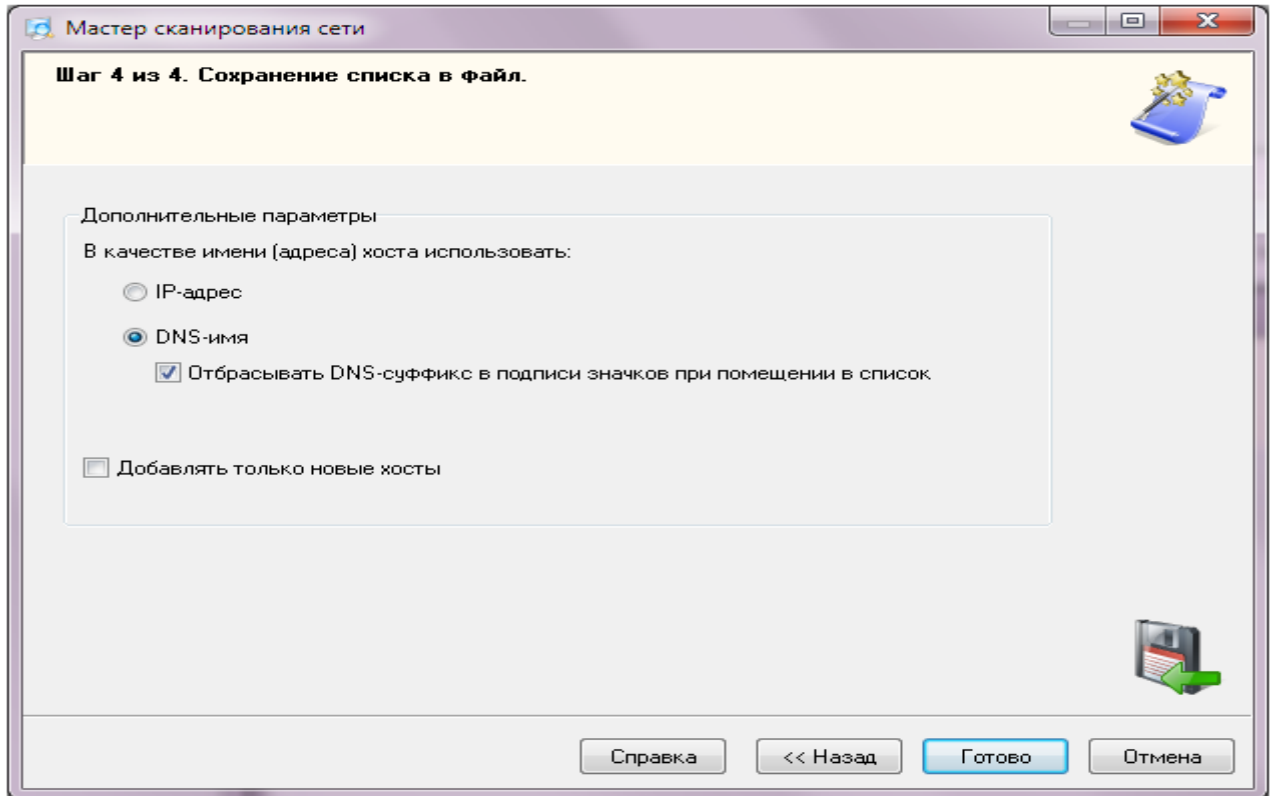 Мастер сканирования сети
Шаг 4 из 4. Сохранение списка в файл.
Дополнительные параметры
В качестве имени (адреса) хоста использовать:
IP-адрес
DNS-имя
Отбрасывать DNS-суффикс в подписи значков при помещении в список
Добавлять только новые хосты
Справка
<< Назад
Готово
Отмена